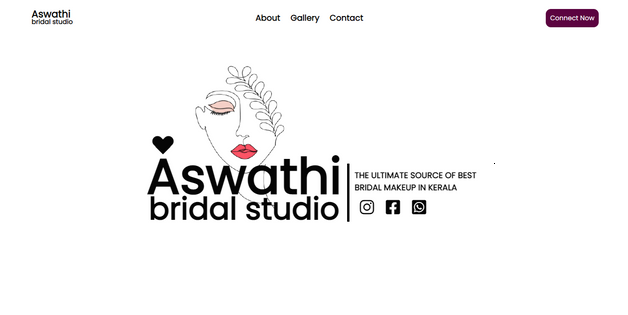 Aswathi
bridal studio
About Gallery Contact
Connect Now
Aswathi
bridal studio
THE ULTIMATE SOURCE OF BEST
BRIDAL MAKEUP IN KERALA